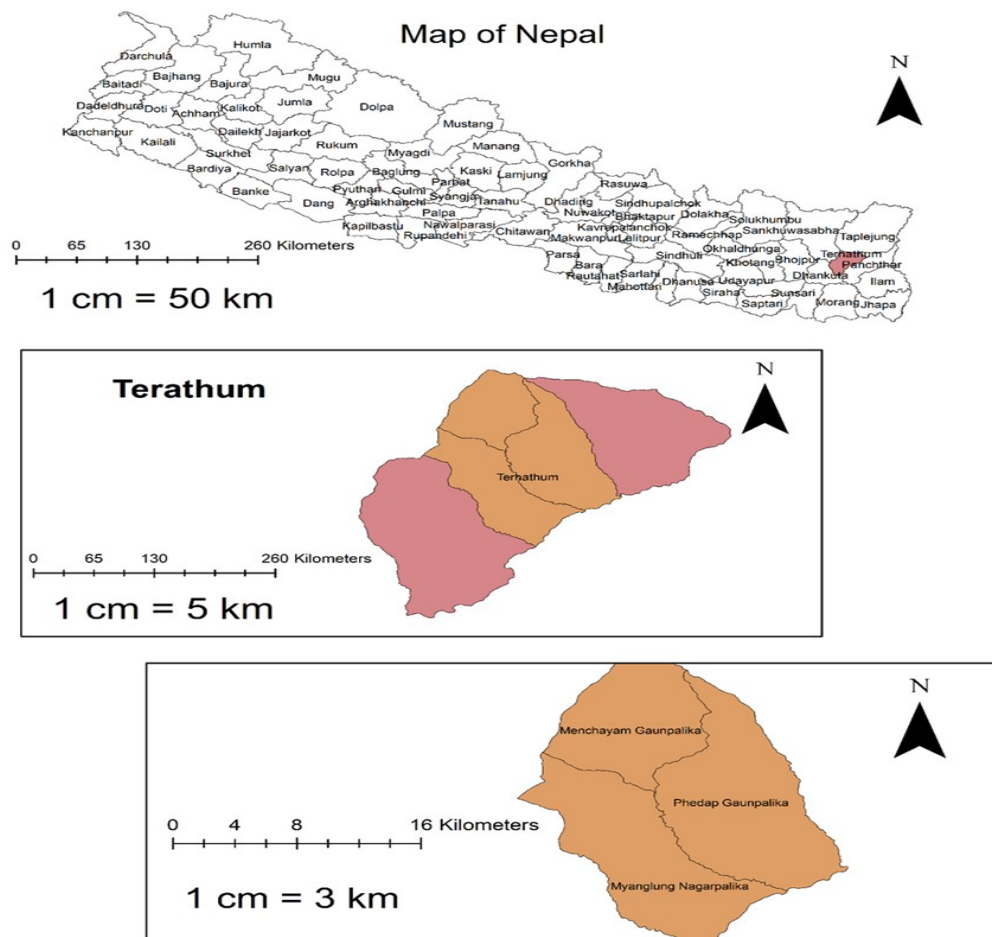 Map of Nepal
N
Humla
Darchula
Bajhang
Mugu
Baitadi
Bajura
Jumla
Dolpa
Dadeldhura
Doti
Achham
Kalikot
Mustang
Kanchanpur
Kailali
Dailekh
Jajarkot
Rukum
Manang
Surkhet
Myagdi
Gorkha
Bardiya
Salyan
Rolpa
Baglung
Kaski
Lamjung
Parbat
Rasuwa
Banke
Pyuthan
Gulmi
Syangja
Tanahu
Dhading
Sindhupalchok
Dang
Arghakhanchi
Nuwakot
Bhaktapur
Dolakha
Solukhumbu
Palpa
Kapilbastu
Nawalparasi
Rupandehi
Chitawan
Kavrepalanchok
Makwanpur
Lalitpur
Ramechhap
Sankhuwasabha
Taplejung
Parsa
Sindhuli
Okhaldhunga
Terhathum
Bara
Khotang
Bhojpur
Panchthar
Rautahat
Sarlahi
Dhanusa
Udayapur
Dhankuta
Ilam
Mahottari
Siraha
Sunsari
Saptari
Morang
Jhapa
0 65 130 260 Kilometers
1 cm = 50 km
Terathum
N
Terhathum
0 65 130 260 Kilometers
1 cm = 5 km
N
Menchayam Gaunpalika
Phedap Gaunpalika
0 4 8 16 Kilometers
Myanglung Nagarpalika
1 cm = 3 km